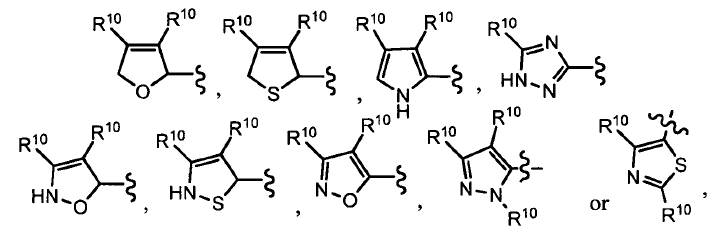 R10 R10 R10 R10 R10 R10 R10
O , S , N H , HN N N
R10 R10 R10 R10 R10 R10 R10 R10 R10
HN O , HN S , N O , N N R10 or N S R10 ,